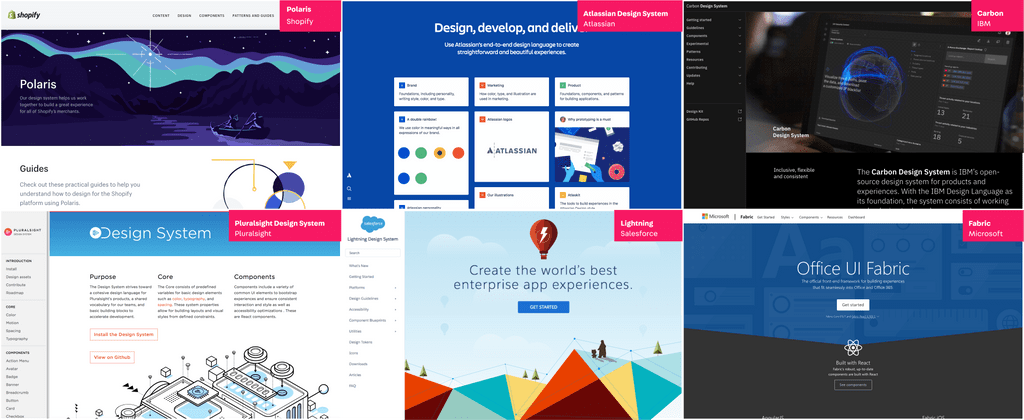 shopify
CONTENT
DESIGN
COMPONENTS
PATTERNS AND GUIDES
Polaris
Shopify
Polaris
Our design system helps us work
together to build a great experience
for all of Shopify's merchants.
Guides
Check out these practical guides to help you
understand how to design for the Shopify
platform using Polaris.
Atlassian Design System
Atlassian
Design, develop, and deliver
Use Atlassian's end-to-end design language to create
straightforward and beautiful experiences.
Brand
Foundations, including personality,
writing style, color, and type.
Marketing
How color, type, and illustration are
used in marketing.
Product
Foundations, components, and
patterns for building applications.
A double rainbow
We use color in meaningful ways in all
expressions of our brand.
Atlassian logos
ATLASSIAN
Why prototyping is a must
Our illustrations
Atlaskit
The tools to build experiences in the
Atlassian personality
Carbon
IBM
Carbon Design System
Getting started
Guidelines
Components
Experimental
Patterns
Resources
Contributing
Updates
Help
Design Kit
GitHub Repos
13
21
18
5
Carbon
Design System
Inclusive, flexible
and consistent
The Carbon Design System is IBM's open-
source design system for products and
experiences. With the IBM Design Language as
its foundation, the system consists of working
Pluralsight Design System
Pluralsight
PLURALSIGHT
DESIGN SYSTEM
INTRODUCTION
Install
Design assets
Contribute
Roadmap
CORE
Color
Motion
Spacing
Typography
COMPONENTS
Action Menu
Avatar
Badge
Banner
Breadcrumb
Button
Card
Checkbox
Design System
Purpose
The Design System strives toward
a cohesive design language for
Pluralsight's products, a shared
vocabulary for our teams, and
basic building blocks to
accelerate development.
Core
The Core consists of predefined
variables for basic design elements
such as color, typography, and
spacing. These system properties
allow for building layouts and visual
styles from defined constraints.
Components
Components include a variety of
common UI elements to bootstrap
experiences and ensure consistent
interaction and style as well as
accessibility optimizations. These
are React components.
Install the Design System
View on Github
Lightning
Salesforce
salesforce
Lightning Design System
Search
What's New
Getting Started
Platforms
Design Guidelines
Accessibility
Component Blueprints
Utilities
Design Tokens
Icons
Downloads
FAQ
Create the world's best
enterprise app experiences.
GET STARTED
Fabric
Microsoft
Microsoft
Fabric
Get Started
Styles
Components
Resources
Dashboard
Office UI Fabric
The official front-end framework for building experiences
that fit seamlessly into Office and Office 365.
Get started
Built with React
Fabric's robust, up-to-date
components are built with React
See components
AngularJS
Fabric iOS